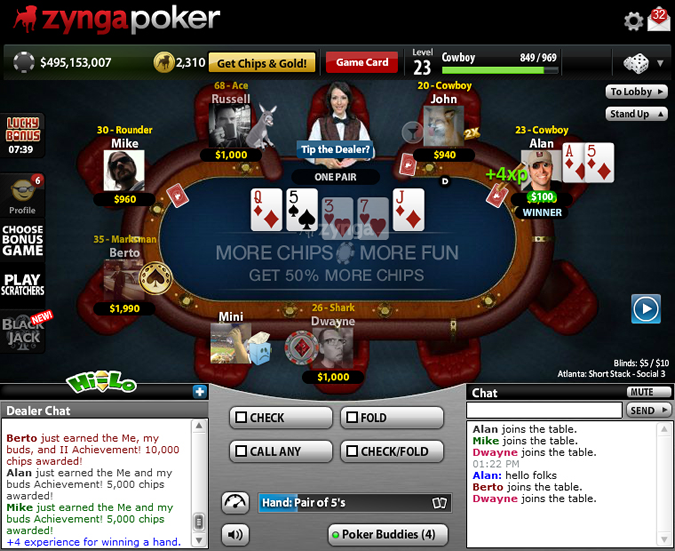 zyngapoker
32
$495,153,007
2,310
Get Chips & Gold!
Game Card
Level
23
Cowboy
849 / 969
To Lobby
Stand Up
LUCKY
BONUS
07:39
6
Profile
CHOOSE
BONUS
GAME
PLAY
SCRATCHERS
NEW!
BLACK
JACK
68 - Ace
Russell
$1,000
Tip the Dealer?
ONE PAIR
20 - Cowboy
John
2X
$940
30 - Rounder
Mike
$960
23 - Cowboy
Alan
+4xp
$100
WINNER
A
5
D
Q
5
3
7
J
zynga
MORE CHIPS MORE FUN
GET 50% MORE CHIPS
35 - Marksman
Berto
$1,990
Mini
26 - Shark
Dwayne
$1,000
Blinds: $5 / $10
Atlanta: Short Stack - Social 3
Hi-Lo
Dealer Chat
Berto just earned the Me, my
buds, and II Achievement! 10,000
chips awarded!
Alan just earned the Me and my
buds Achievement! 5,000 chips
awarded!
Mike just earned the Me and my
buds Achievement! 5,000 chips
awarded!
+4 experience for winning a hand.
CHECK
FOLD
CALL ANY
CHECK/FOLD
Hand: Pair of 5's
Poker Buddies (4)
Chat
MUTE
SEND
Alan joins the table.
Mike joins the table.
Dwayne joins the table.
01:22 PM
Alan: hello folks
Berto joins the table.
Dwayne joins the table.